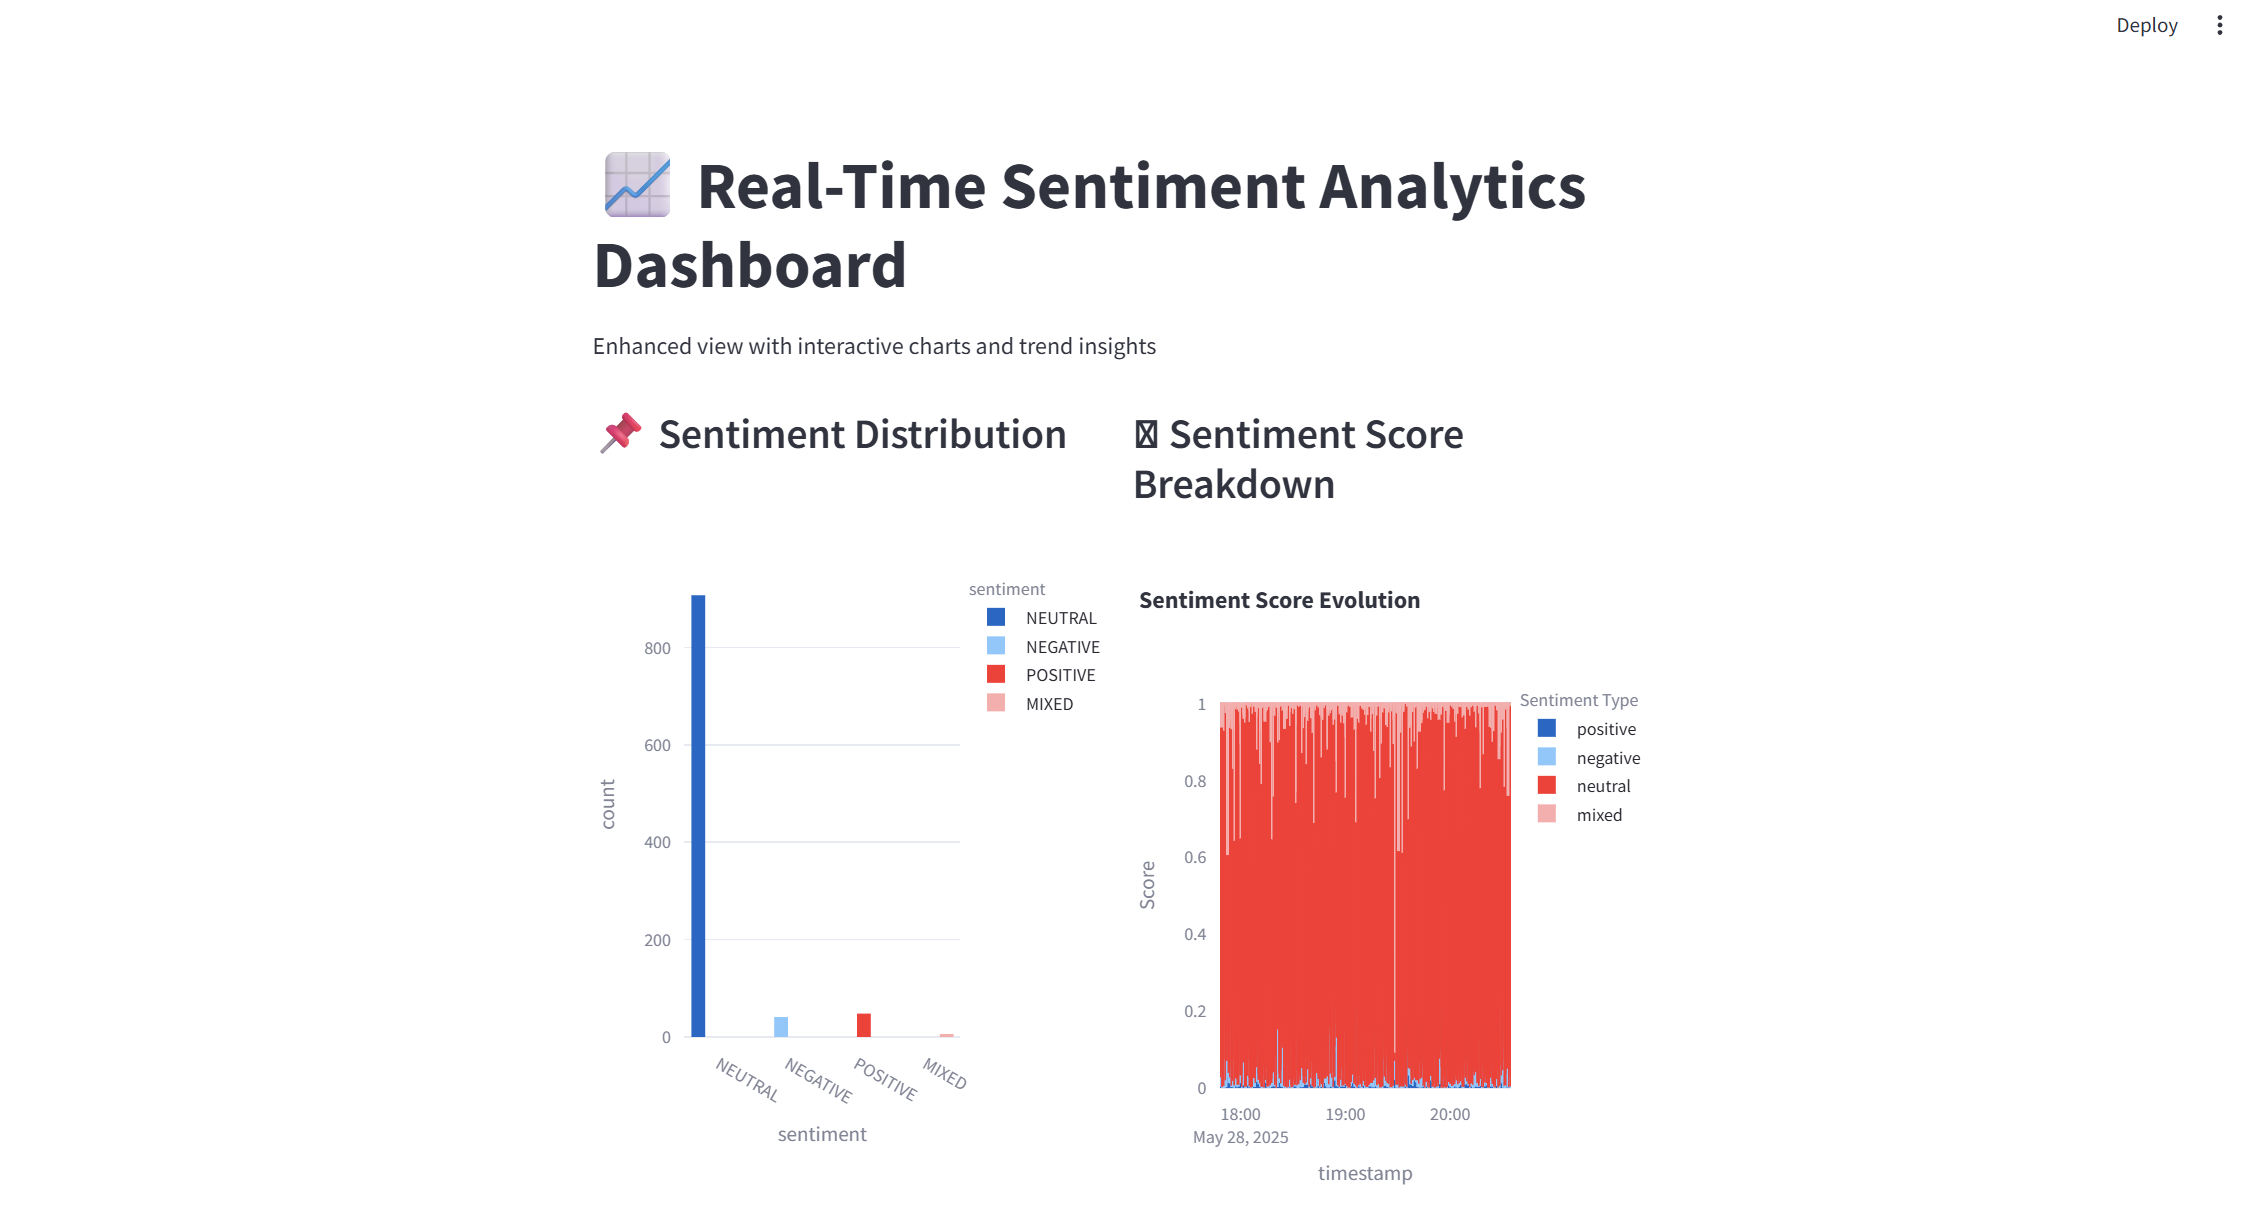 Deploy
Real-Time Sentiment Analytics
Dashboard
Enhanced view with interactive charts and trend insights
Sentiment Distribution
Sentiment Score
Breakdown
sentiment
NEUTRAL
NEGATIVE
POSITIVE
MIXED
800
600
400
200
0
count
NEUTRAL
NEGATIVE
POSITIVE
MIXED
sentiment
Sentiment Score Evolution
Sentiment Type
positive
negative
neutral
mixed
1
0.8
0.6
0.4
0.2
0
Score
18:00
19:00
20:00
May 28, 2025
timestamp